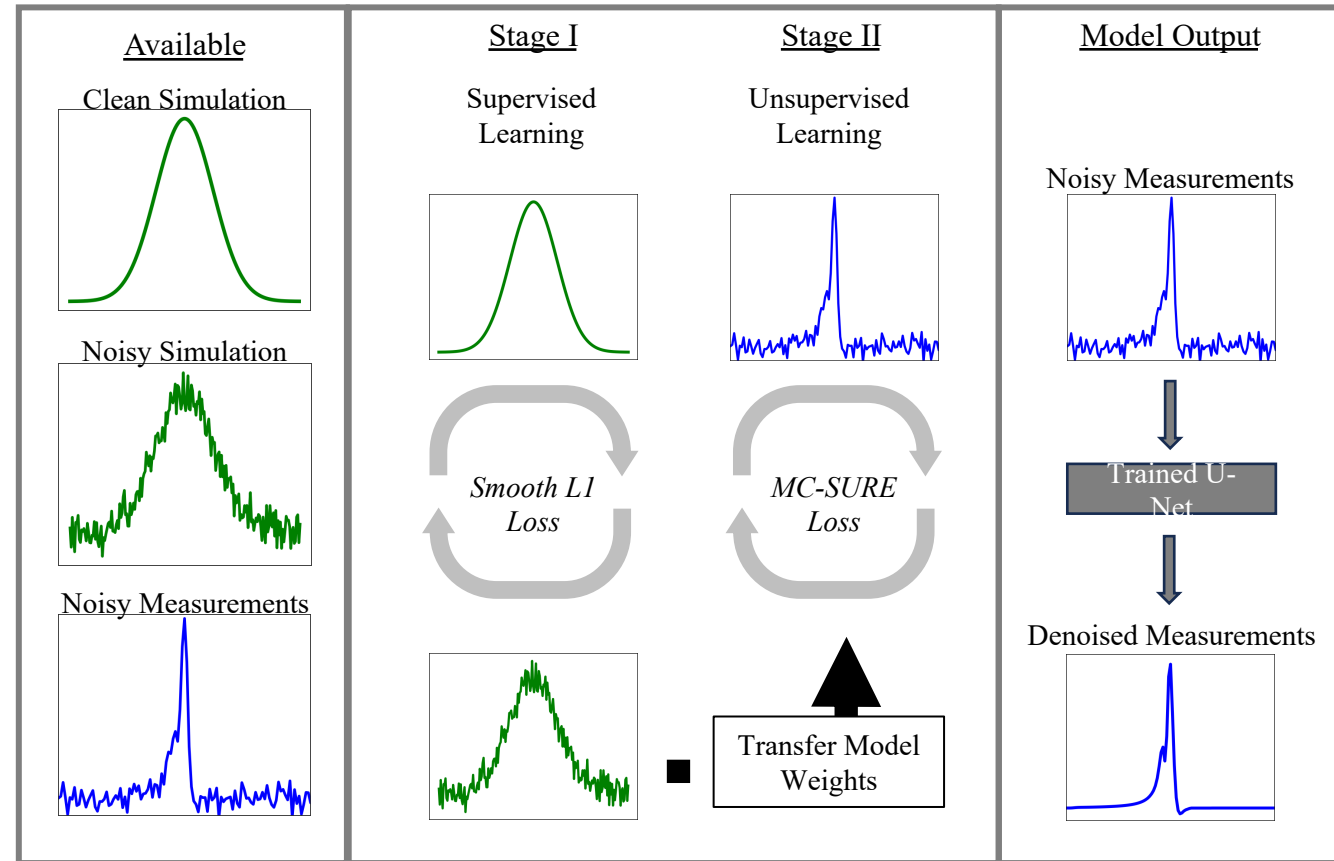 Available
Clean Simulation
Noisy Simulation
Noisy Measurements
Stage I
Supervised
Learning
Smooth L1
Loss
Stage II
Unsupervised
Learning
MC-SURE
Loss
Transfer Model
Weights
Model Output
Noisy Measurements
Trained U-
Net
Denoised Measurements